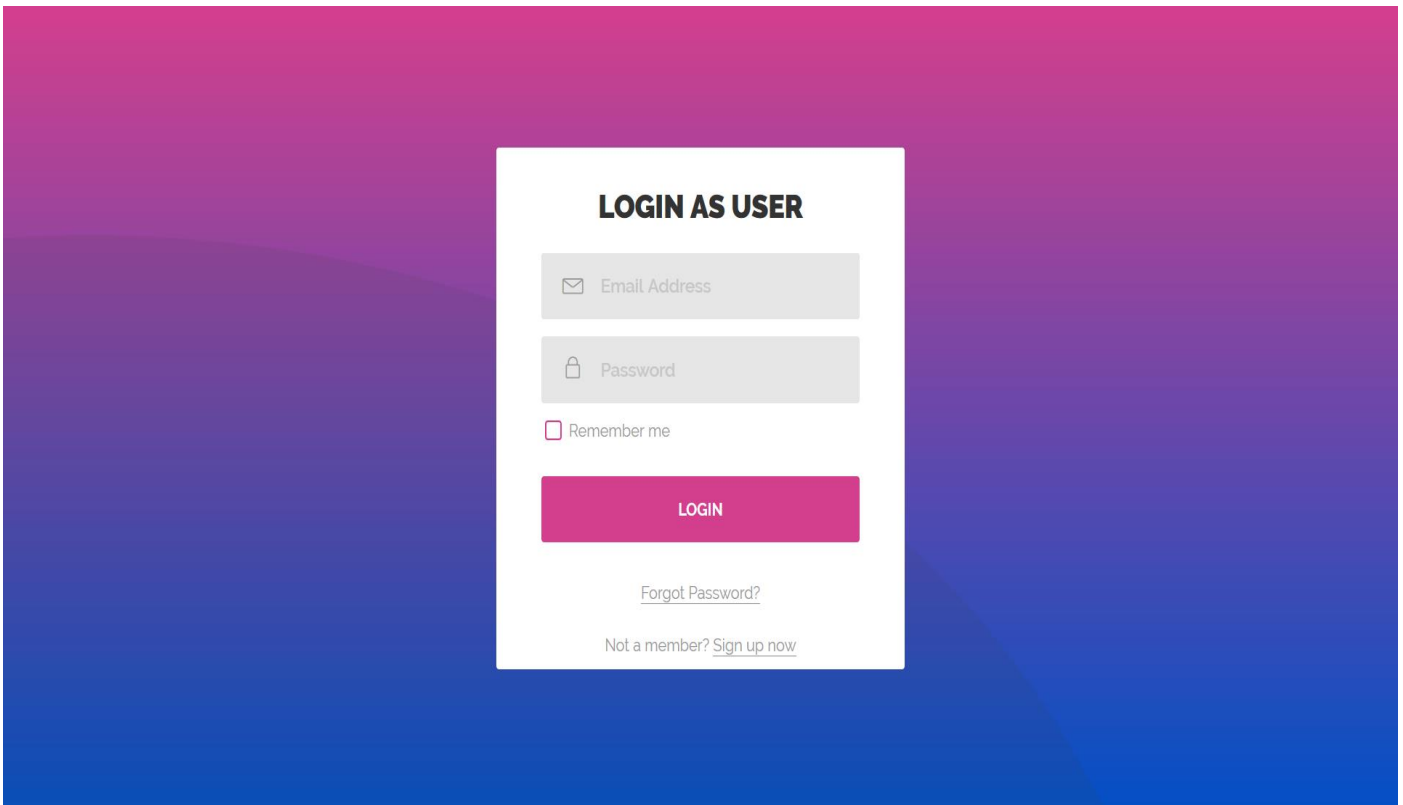 LOGIN AS USER
Email Address
Password
Remember me
LOGIN
Forgot Password?
Not a member? Sign up now